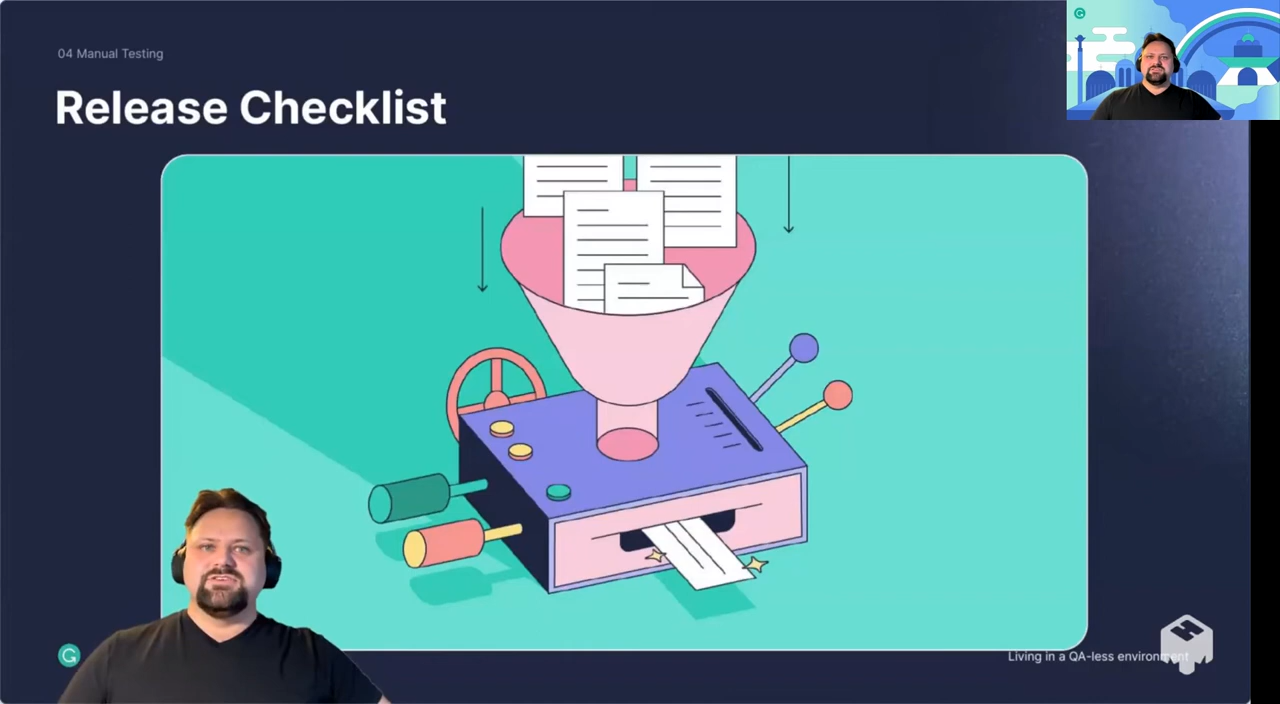 04 Manual Testing
Release Checklist
Living in a QA-less environment